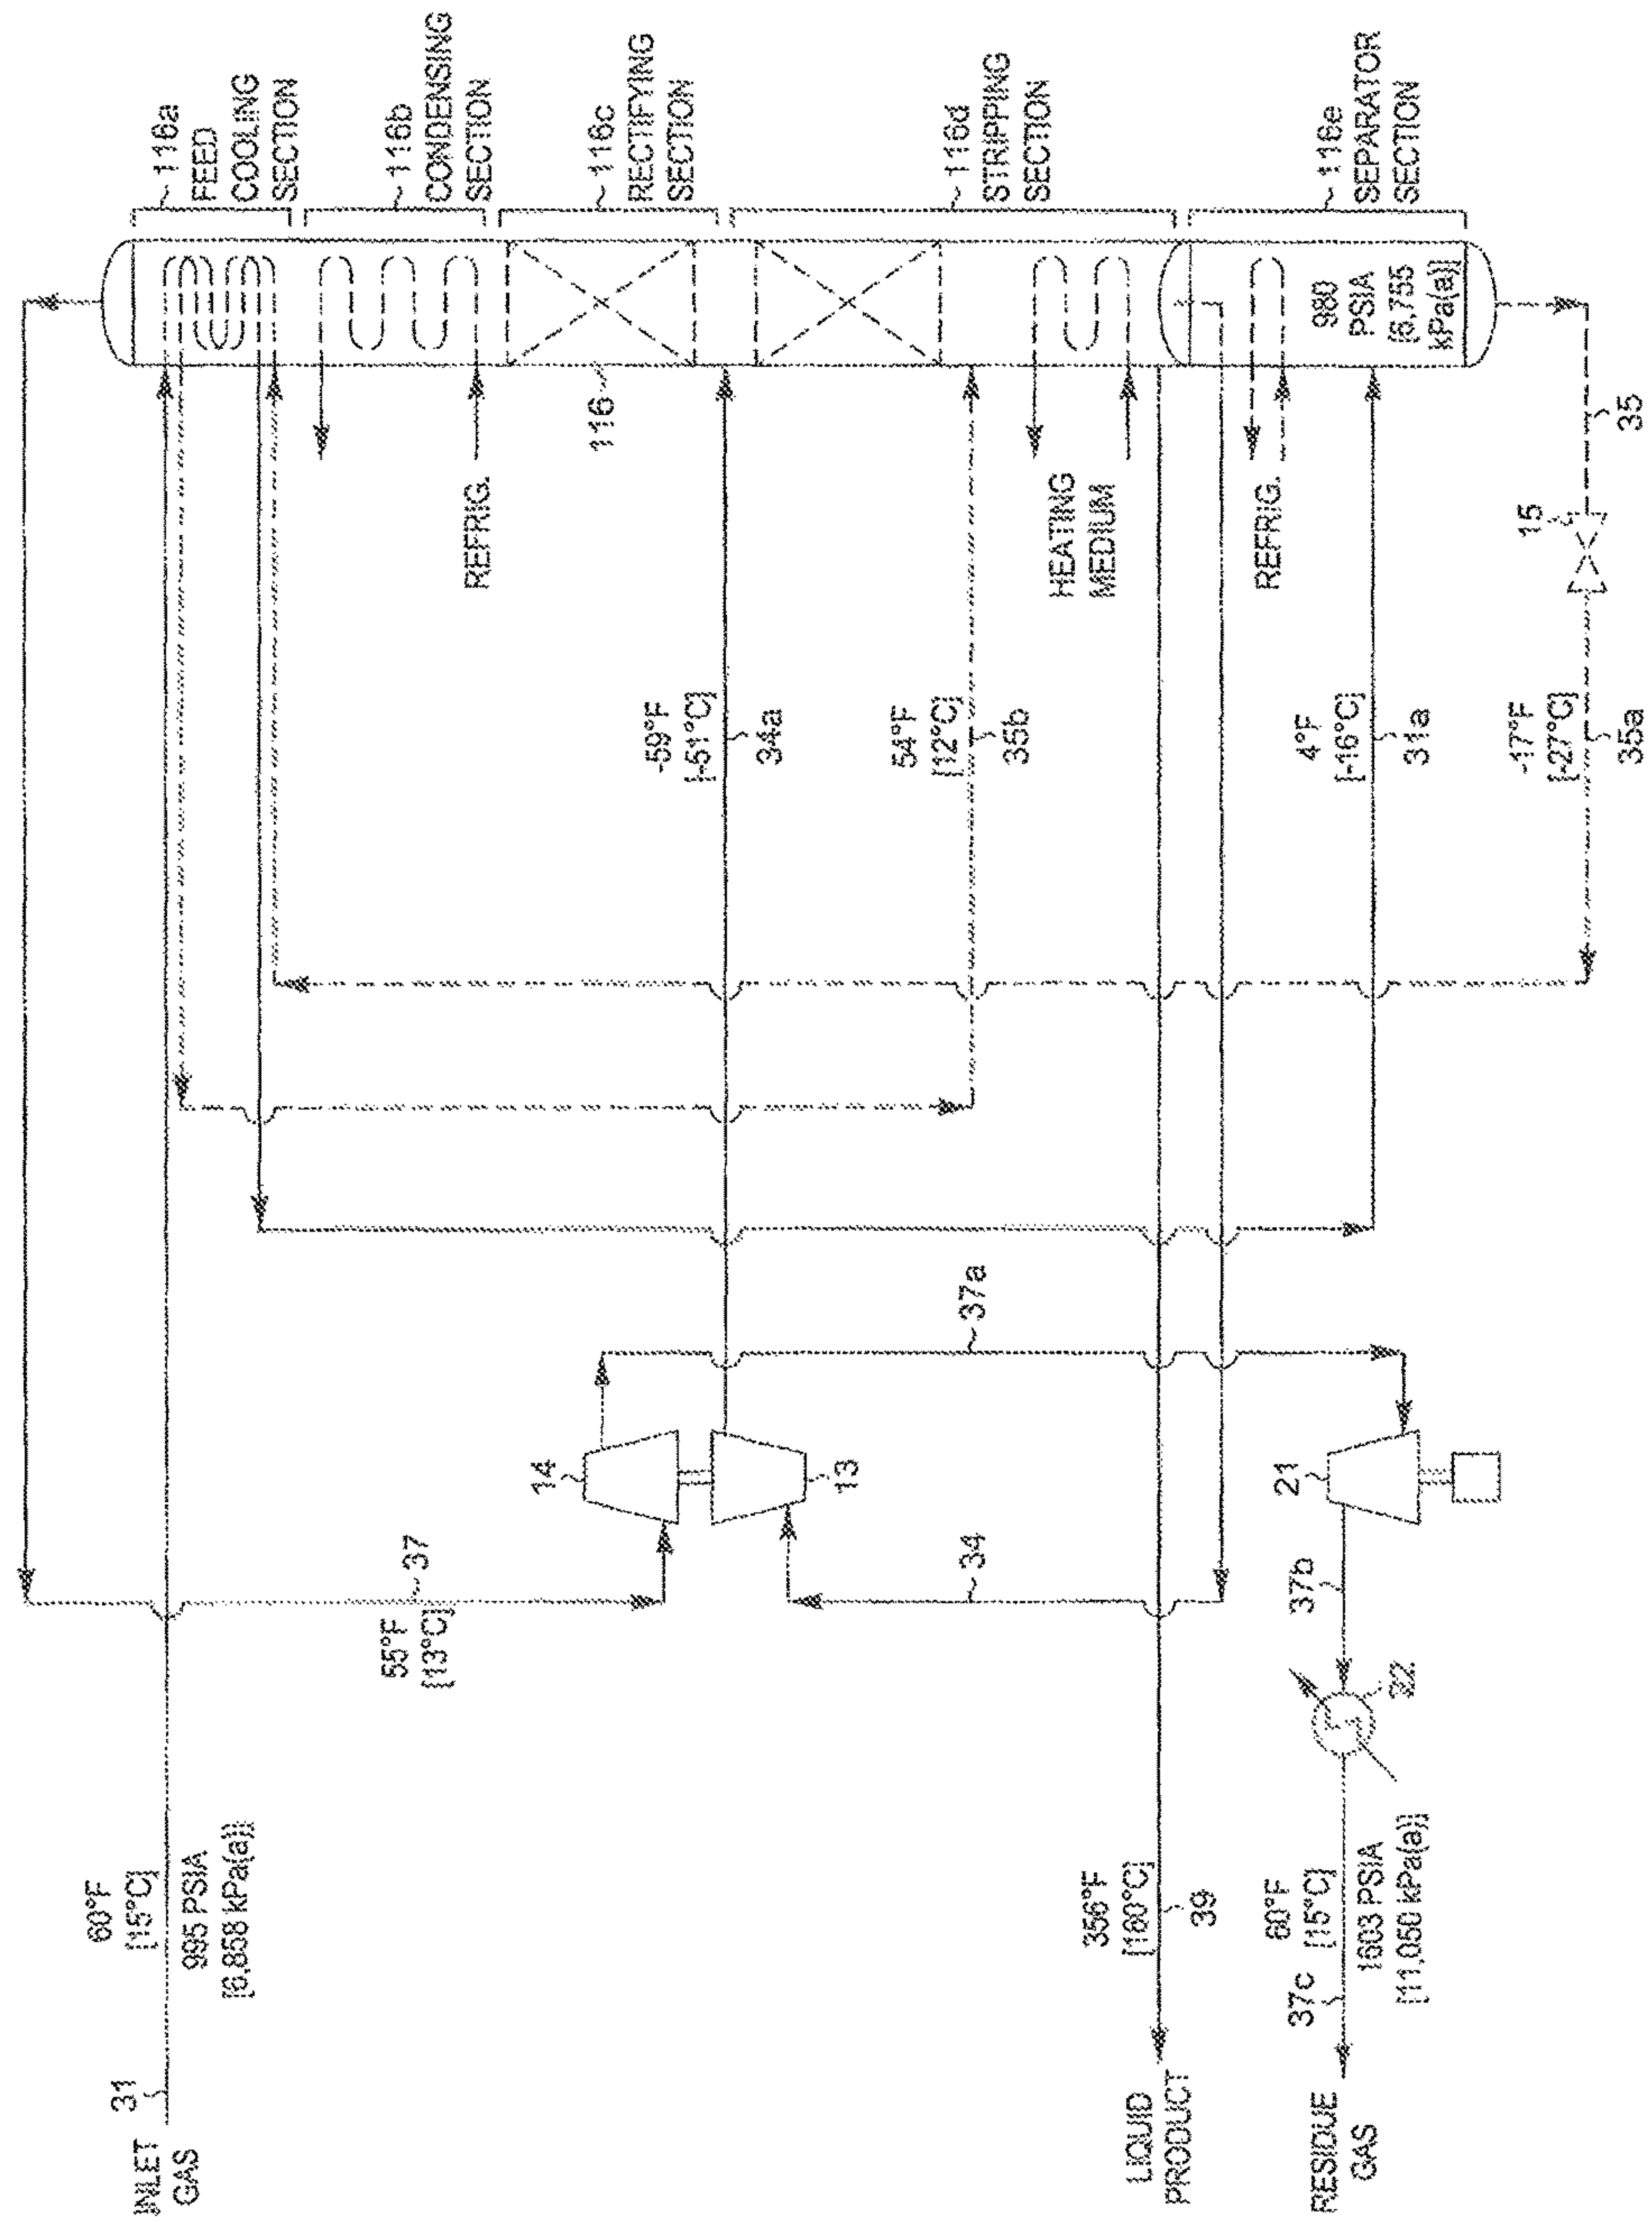 116a
FEED
COOLING
SECTION
116b
CONDENSING
SECTION
116c
RECTIFYING
SECTION
116d
STRIPPING
SECTION
116e
SEPARATOR
SECTION
116
980
PSIA
[6,755
kPa(a)]
REFRIG.
HEATING
MEDIUM
REFRIG.
35
15
-59°F
[-51°C]
34a
54°F
[12°C]
35b
4°F
[-16°C]
31a
-17°F
[-27°C]
35a
37a
14
13
21
37
55°F
[13°C]
34
37b
22
60°F
[15°C]
995 PSIA
[6,858 kPa(a)]
31
INLET
GAS
356°F
[180°C]
39
LIQUID
PRODUCT
60°F
[15°C]
37c
1603 PSIA
[11,050 kPa(a)]
RESIDUE
GAS